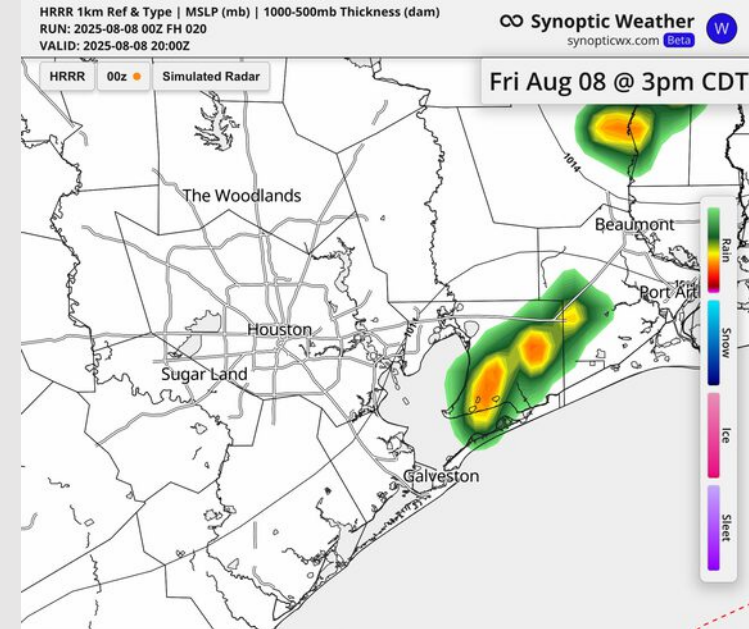 HRRR 1km Ref & Type | MSLP (mb) | 1000-500mb Thickness (dam)
RUN: 2025-08-08 00Z FH 020
VALID: 2025-08-08 20:00Z
Synoptic Weather
synopticwx.com Beta
W
HRRR
00z
Simulated Radar
Fri Aug 08 @ 3pm CDT
1014
The Woodlands
Beaumont
Rain
Port Art
Houston
Snow
Sugar Land
Ice
Galveston
Sleet